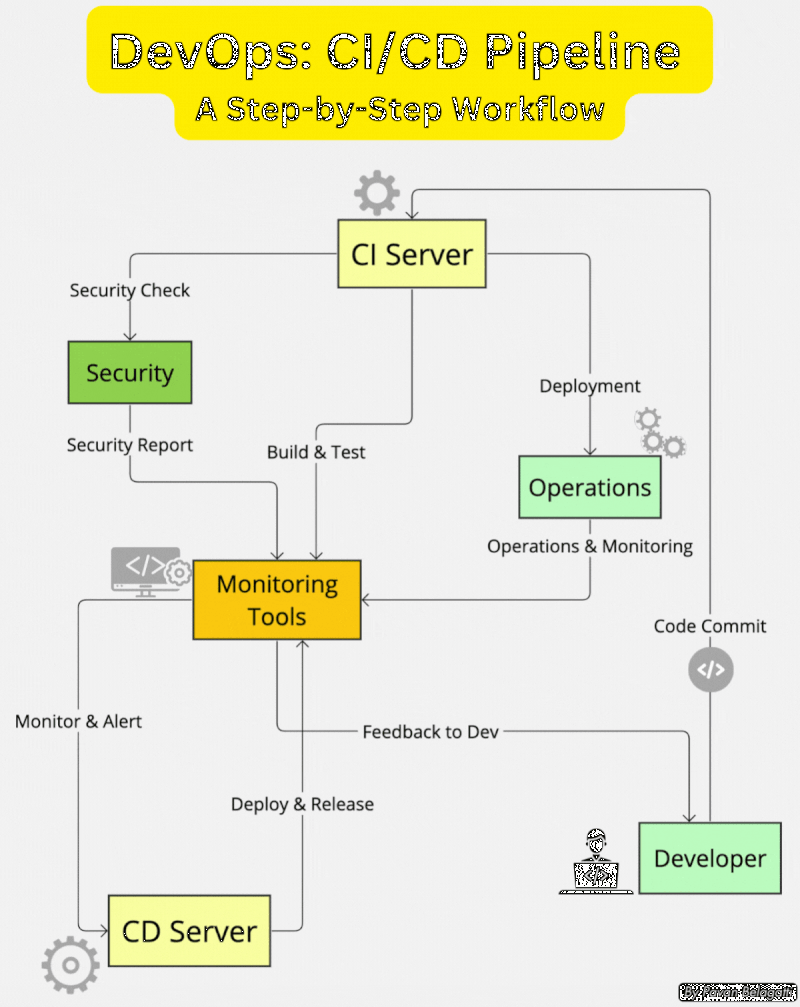 DevOps: CI/CD Pipeline
A Step-by-Step Workflow
CI Server
Security Check
Security
Deployment
Security Report
Build & Test
Operations
Operations & Monitoring
</>
Monitoring
Tools
Code Commit
</>
Monitor & Alert
Feedback to Dev
Deploy & Release
Developer
</>
CD Server